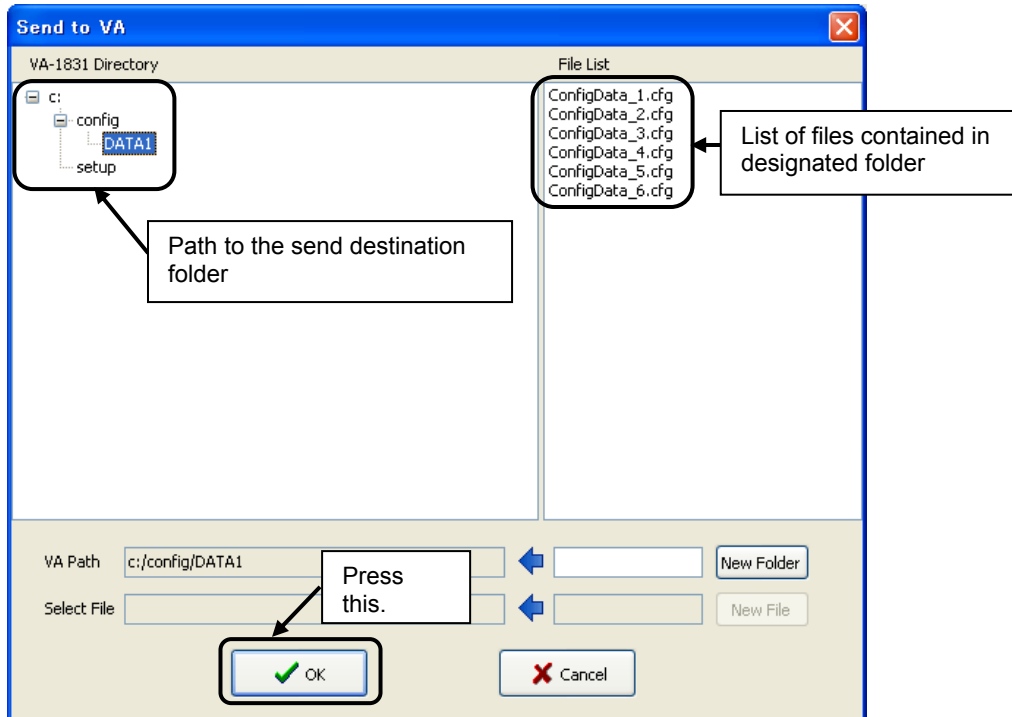 Send to VA
VA-1831 Directory
File List
c:
config
DATA1
setup
ConfigData_1.cfg
ConfigData_2.cfg
ConfigData_3.cfg
ConfigData_4.cfg
ConfigData_5.cfg
ConfigData_6.cfg
List of files contained in
designated folder
Path to the send destination
folder
VA Path
c:/config/DATA1
New Folder
Press
this.
Select File
New File
OK
Cancel